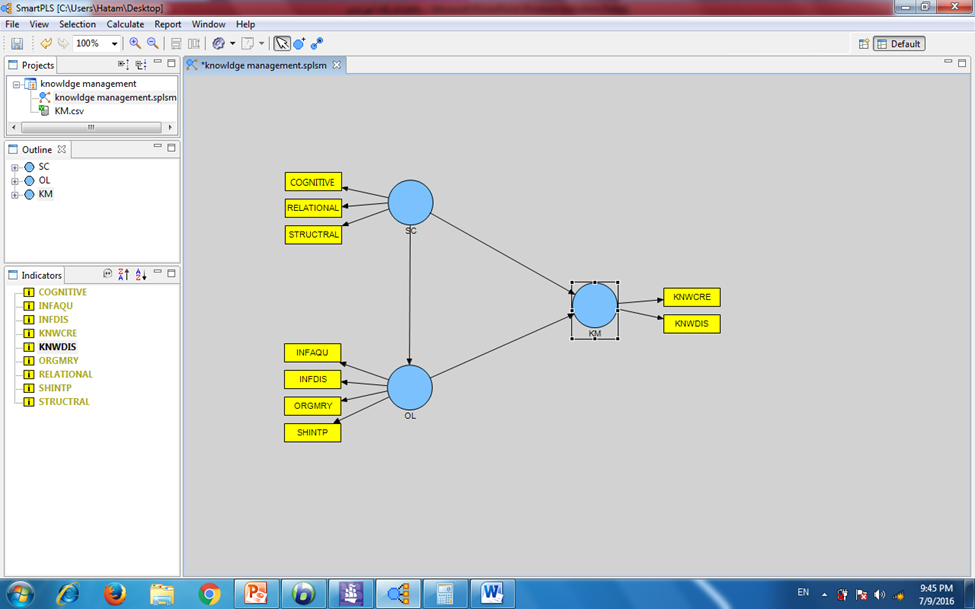 SmartPLS [C:\Users\Hatam\Desktop]
File View Selection Calculate Report Window Help
100%
Default
Projects
knowldge management
knowldge management.splsm
KM.csv
Outline
SC
OL
KM
Indicators
COGNITIVE
INFAQU
INFDIS
KNWCRE
KNWDIS
ORGMRY
RELATIONAL
SHINTP
STRUCTRAL
*knowldge management.splsm
COGNITIVE
RELATIONAL
STRUCTRAL
SC
KNWCRE
KNWDIS
KM
INFAQU
INFDIS
ORGMRY
SHINTP
OL
EN
9:45 PM
7/9/2016